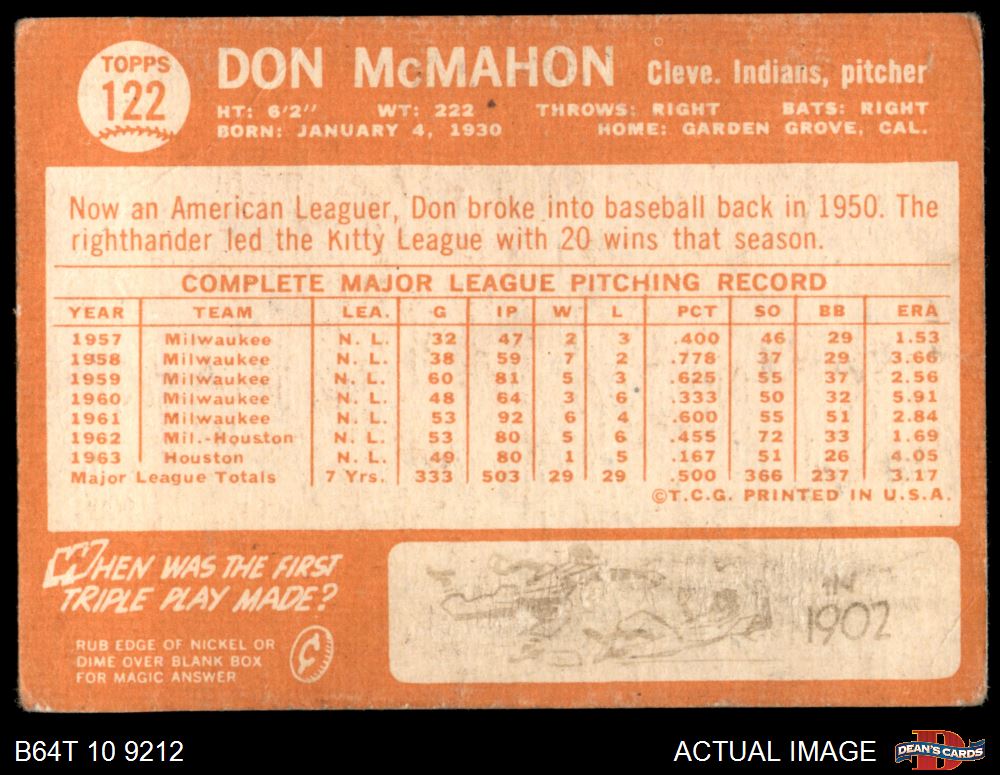 TOPPS
122
DON McMAHON Cleve. Indians, pitcher
HT: 6'2" WT: 222 THROWS: RIGHT BATS: RIGHT
BORN: JANUARY 4, 1930 HOME: GARDEN GROVE, CAL.
Now an American Leaguer, Don broke into baseball back in 1950. The
righthander led the Kitty League with 20 wins that season.
COMPLETE MAJOR LEAGUE PITCHING RECORD
YEAR TEAM LEA. G IP W L PCT SO BB ERA
1957 Milwaukee N. L. 32 47 2 3 .400 46 29 1.53
1958 Milwaukee N. L. 38 59 7 2 .778 37 29 3.66
1959 Milwaukee N. L. 60 81 5 3 .625 55 37 2.56
1960 Milwaukee N. L. 48 64 3 6 .333 50 32 5.91
1961 Milwaukee N. L. 53 92 6 4 .600 55 51 2.84
1962 Mil.-Houston N. L. 53 80 5 6 .455 72 33 1.69
1963 Houston N. L. 49 80 1 5 .167 51 26 4.05
Major League Totals 7 Yrs. 333 503 29 29 .500 366 237 3.17
©T.C.G. PRINTED IN U.S.A.
WHEN WAS THE FIRST
TRIPLE PLAY MADE?
RUB EDGE OF NICKEL OR
DIME OVER BLANK BOX
FOR MAGIC ANSWER
IN
1902
B64T 10 9212
ACTUAL IMAGE
DEAN'S CARDS